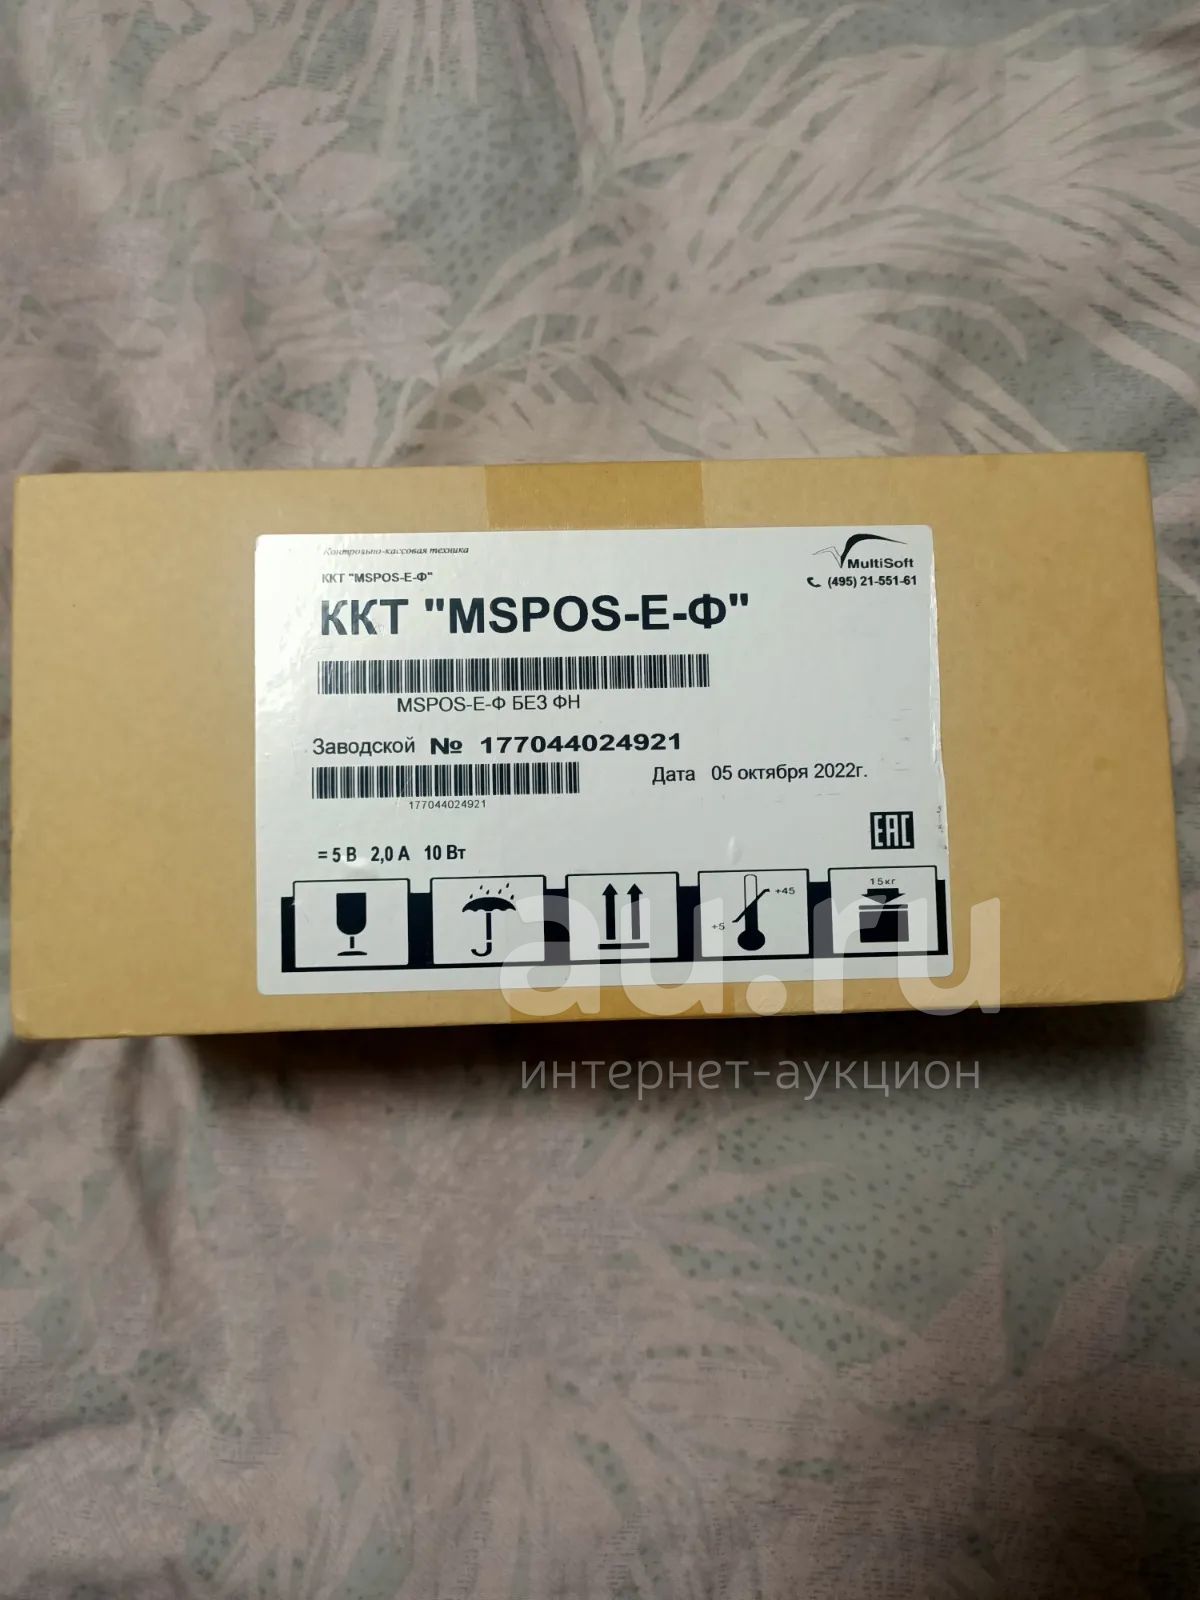 Контрольно-кассовая техника
MultiSoft
(495) 21-551-61
ККТ "MSPOS-Е-Ф"
ККТ "MSPOS-Е-Ф"
MSPOS-Е-Ф БЕЗ ФН
Заводской № 177044024921
177044024921
Дата 05 октября 2022г.
EAC
= 5 В 2,0 А 10 Вт
+5 +45
15кг
au.ru
интернет-аукцион